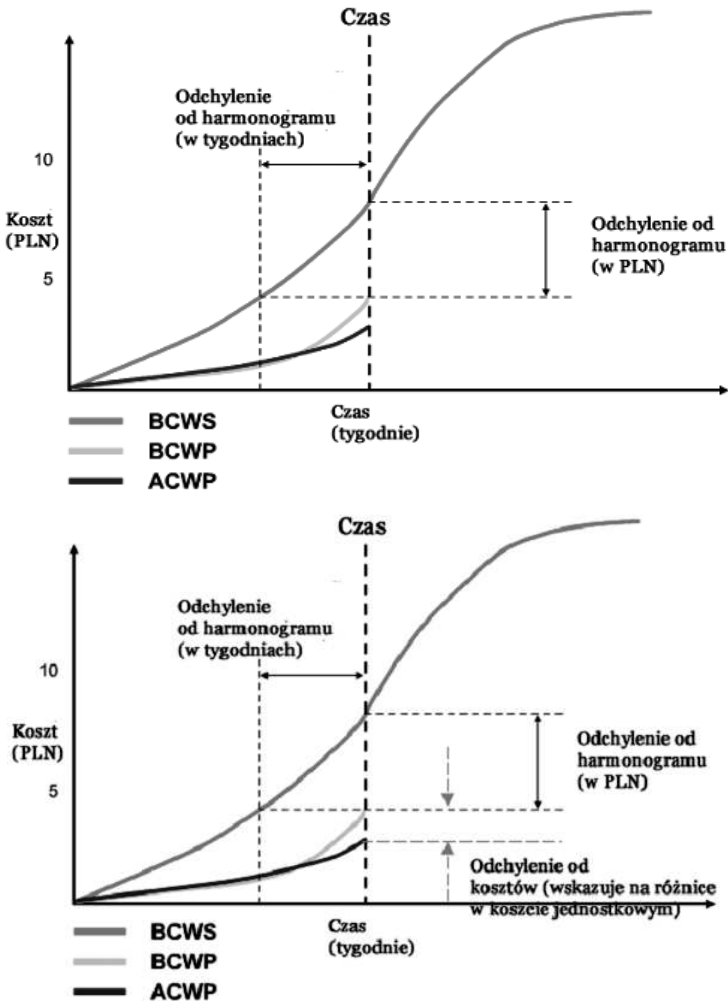 Czas
Odchylenie
od harmonogramu
(w tygodniach)
10
Koszt
(PLN)
5
Odchylenie od
harmonogramu
(w PLN)
Czas
(tygodnie)
BCWS
BCWP
ACWP
Czas
Odchylenie
od harmonogramu
(w tygodniach)
10
Koszt
(PLN)
5
Odchylenie od
harmonogramu
(w PLN)
Odchylenie od
kosztów (wskazuje na różnice
w koszcie jednostkowym)
Czas
(tygodnie)
BCWS
BCWP
ACWP